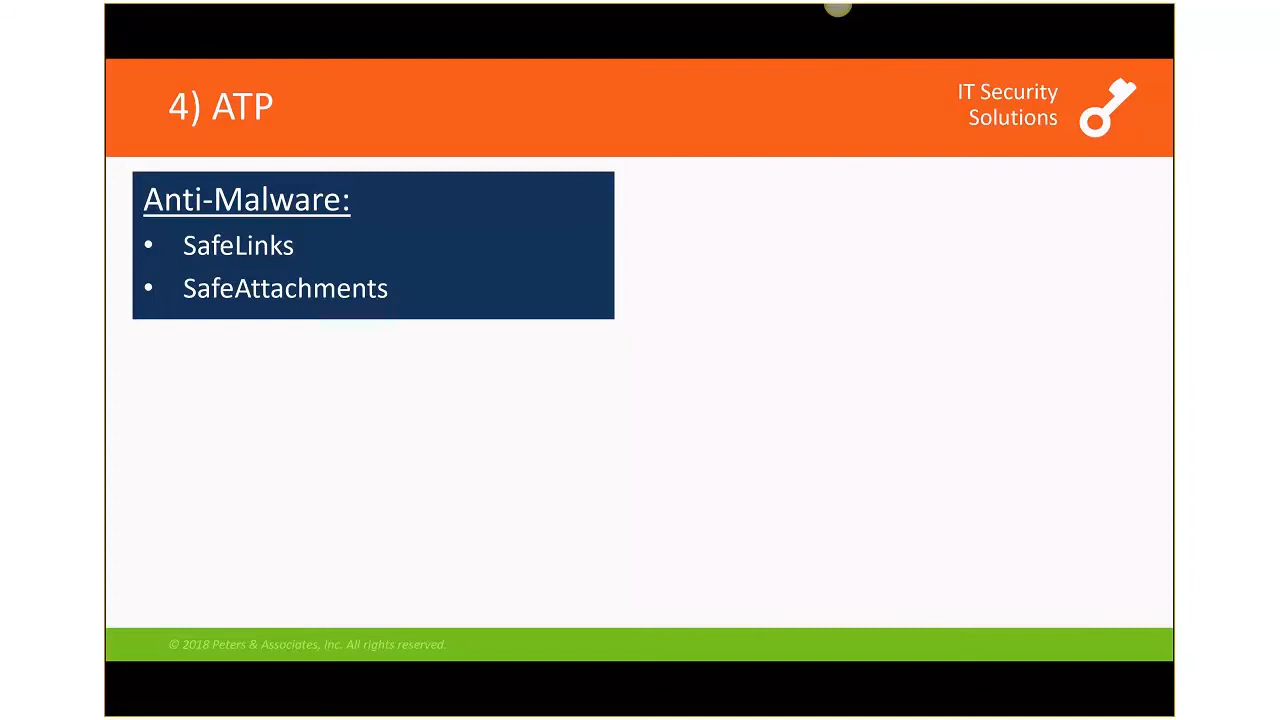 4) ATP
IT Security
Solutions
Anti-Malware:
• SafeLinks
• SafeAttachments
© 2018 Peters & Associates, Inc. All rights reserved.